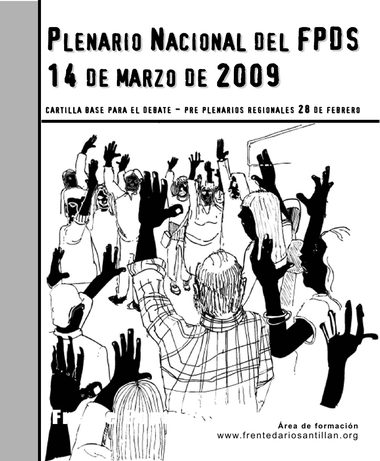 Plenario Nacional del FPDS
14 de marzo de 2009
cartilla base para el debate – pre plenarios regionales 28 de febrero
Área de formación
www.frentedariosantillan.org